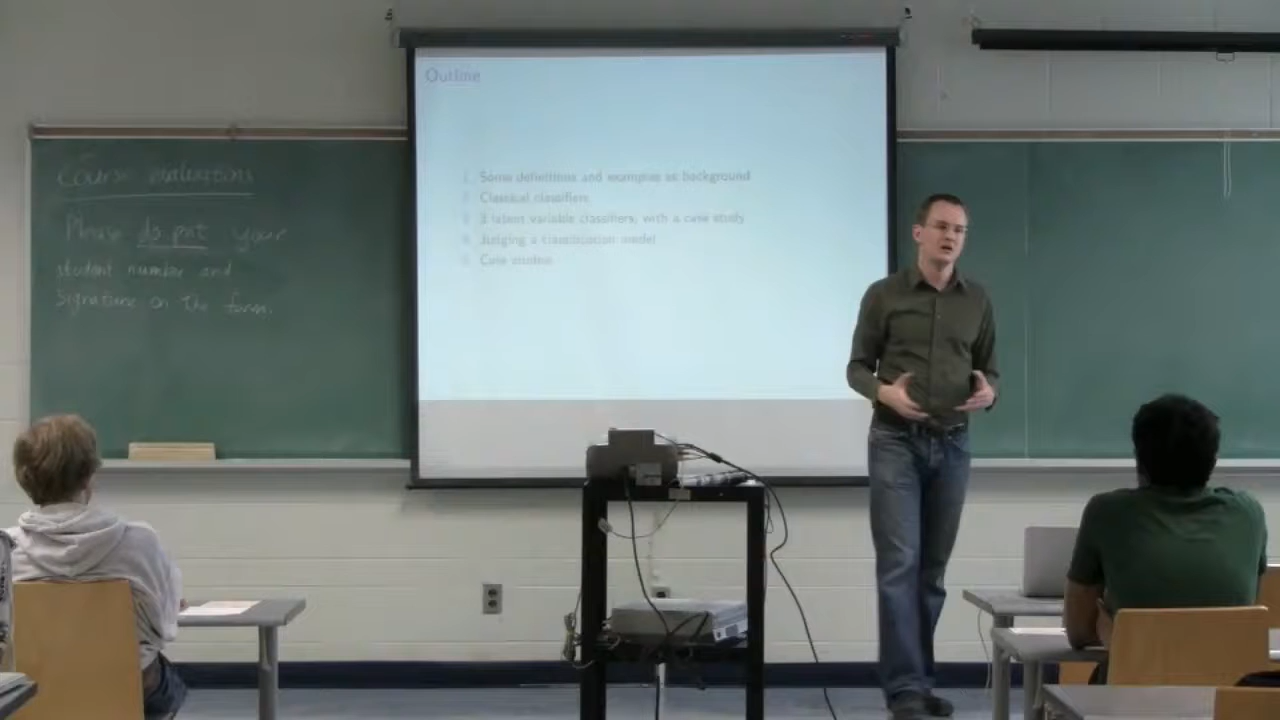 Course evaluations
Please do not your
student number and
signature on the form.
Outline
1 Some definitions and examples as background
2 Classical classifiers
3 3 latent variable classifiers, with a case study
4 Judging a classification model
5 Case studies